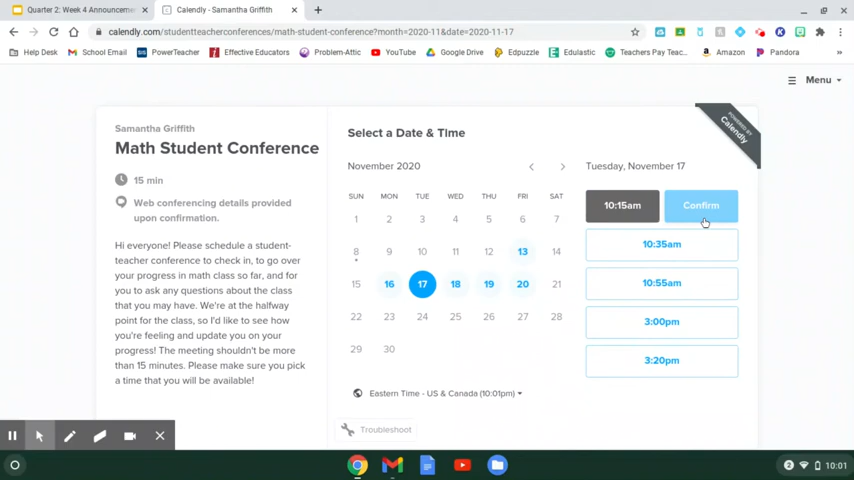 Quarter 2: Week 4 Announcemen
Calendly - Samantha Griffith
calendly.com/studentteacherconferences/math-student-conference?month=2020-11&date=2020-11-17
Help Desk
School Email
SIS
PowerTeacher
Effective Educators
Problem-Attic
YouTube
Google Drive
Edpuzzle
Edulastic
Teachers Pay Teac...
Amazon
Pandora
»
Menu
POWERED BY
Calendly
Samantha Griffith
Math Student Conference
15 min
Web conferencing details provided
upon confirmation.
Hi everyone! Please schedule a student-
teacher conference to check in, to go over
your progress in math class so far, and for
you to ask any questions about the class
that you may have. We're at the halfway
point for the class, so I'd like to see how
you're feeling and update you on your
progress! The meeting shouldn't be more
than 15 minutes. Please make sure you pick
a time that you will be available!
Select a Date & Time
November 2020
SUN MON TUE WED THU FRI SAT
1 2 3 4 5 6 7
8 9 10 11 12 13 14
15 16 17 18 19 20 21
22 23 24 25 26 27 28
29 30
Eastern Time - US & Canada (10:01pm)
Troubleshoot
Tuesday, November 17
10:15am
Confirm
10:35am
10:55am
3:00pm
3:20pm
2
10:01